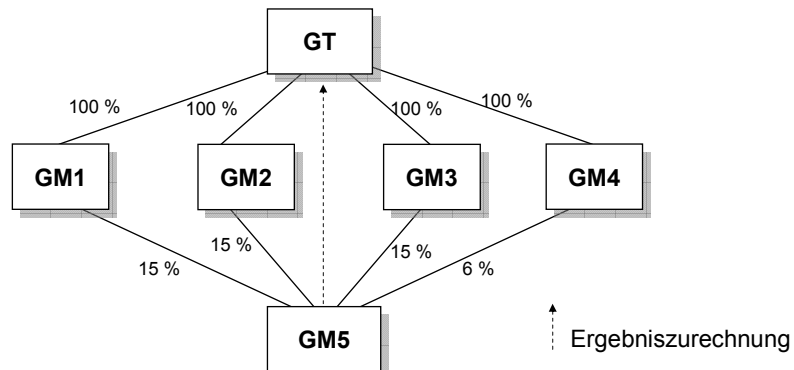 GT
100 %
100 %
100 %
100 %
GM1
GM2
GM3
GM4
15 %
15 %
15 %
6 %
GM5
Ergebniszurechnung